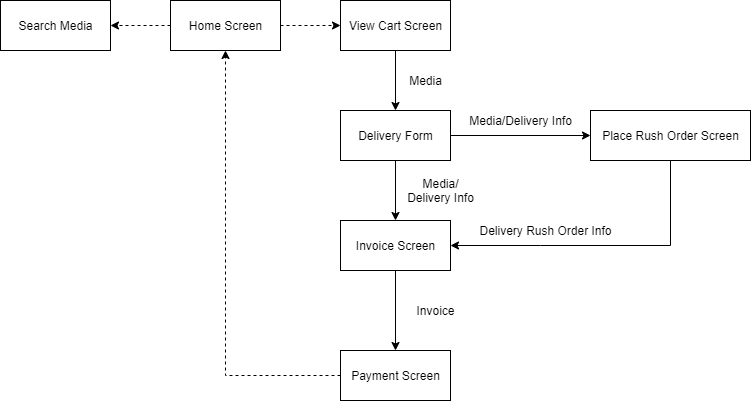 Search Media
Home Screen
View Cart Screen
Media
Delivery Form
Media/Delivery Info
Place Rush Order Screen
Media/
Delivery Info
Invoice Screen
Delivery Rush Order Info
Invoice
Payment Screen